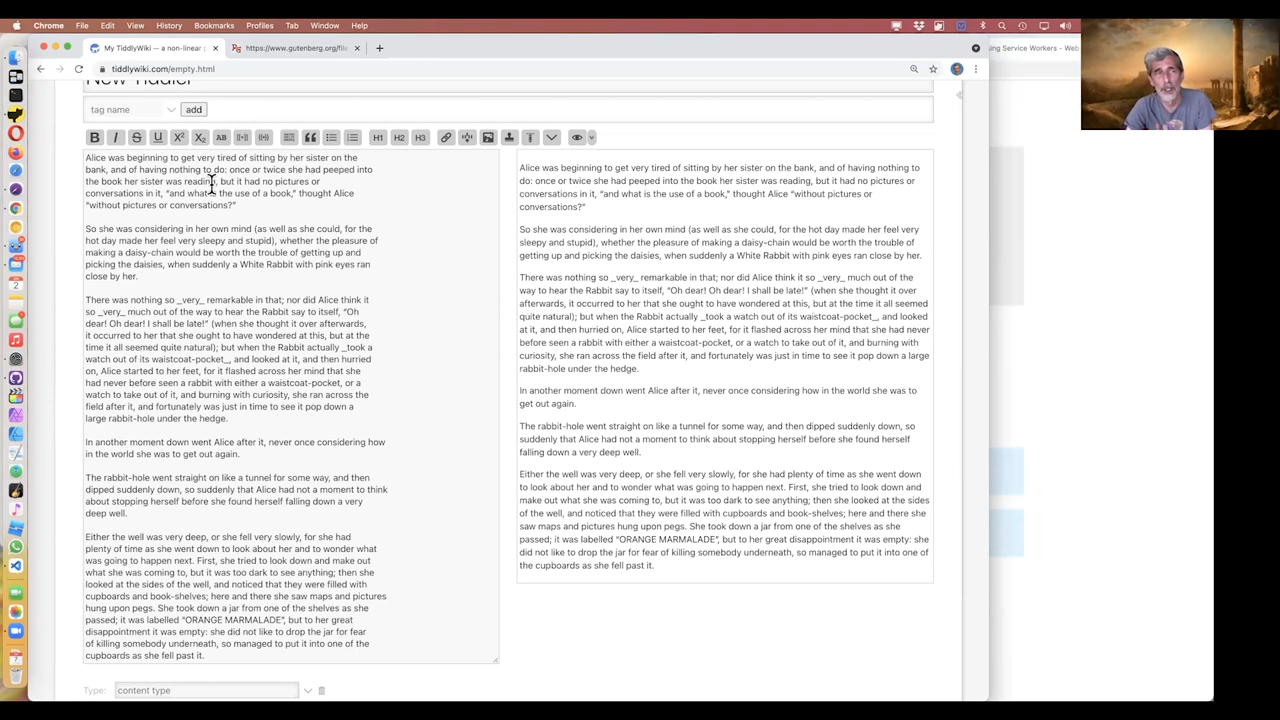 Chrome File Edit View History Bookmarks Profiles Tab Window Help
My TiddlyWiki — a non-linear p
https://www.gutenberg.org/file
ng Service Workers - Web
tiddlywiki.com/empty.html
New Tiddler
tag name
add
B I S U X² X₂ AB H1 H2 H3
Alice was beginning to get very tired of sitting by her sister on the
bank, and of having nothing to do: once or twice she had peeped into
the book her sister was reading, but it had no pictures or
conversations in it, “and what is the use of a book,” thought Alice
“without pictures or conversations?”
So she was considering in her own mind (as well as she could, for the
hot day made her feel very sleepy and stupid), whether the pleasure of
making a daisy-chain would be worth the trouble of getting up and
picking the daisies, when suddenly a White Rabbit with pink eyes ran
close by her.
There was nothing so _very_ remarkable in that; nor did Alice think it
so _very_ much out of the way to hear the Rabbit say to itself, “Oh
dear! Oh dear! I shall be late!” (when she thought it over afterwards,
it occurred to her that she ought to have wondered at this, but at the
time it all seemed quite natural); but when the Rabbit actually _took a
watch out of its waistcoat-pocket_, and looked at it, and then hurried
on, Alice started to her feet, for it flashed across her mind that she
had never before seen a rabbit with either a waistcoat-pocket, or a
watch to take out of it, and burning with curiosity, she ran across the
field after it, and fortunately was just in time to see it pop down a
large rabbit-hole under the hedge.
In another moment down went Alice after it, never once considering how
in the world she was to get out again.
The rabbit-hole went straight on like a tunnel for some way, and then
dipped suddenly down, so suddenly that Alice had not a moment to think
about stopping herself before she found herself falling down a very
deep well.
Either the well was very deep, or she fell very slowly, for she had
plenty of time as she went down to look about her and to wonder what
was going to happen next. First, she tried to look down and make out
what she was coming to, but it was too dark to see anything; then she
looked at the sides of the well, and noticed that they were filled with
cupboards and book-shelves; here and there she saw maps and pictures
hung upon pegs. She took down a jar from one of the shelves as she
passed; it was labelled “ORANGE MARMALADE”, but to her great
disappointment it was empty: she did not like to drop the jar for fear
of killing somebody underneath, so managed to put it into one of the
cupboards as she fell past it.
Alice was beginning to get very tired of sitting by her sister on the bank, and of having nothing to
do: once or twice she had peeped into the book her sister was reading, but it had no pictures or
conversations in it, “and what is the use of a book,” thought Alice “without pictures or
conversations?”
So she was considering in her own mind (as well as she could, for the hot day made her feel very
sleepy and stupid), whether the pleasure of making a daisy-chain would be worth the trouble of
getting up and picking the daisies, when suddenly a White Rabbit with pink eyes ran close by her.
There was nothing so _very_ remarkable in that; nor did Alice think it so _very_ much out of the
way to hear the Rabbit say to itself, “Oh dear! Oh dear! I shall be late!” (when she thought it over
afterwards, it occurred to her that she ought to have wondered at this, but at the time it all seemed
quite natural); but when the Rabbit actually _took a watch out of its waistcoat-pocket_, and looked
at it, and then hurried on, Alice started to her feet, for it flashed across her mind that she had never
before seen a rabbit with either a waistcoat-pocket, or a watch to take out of it, and burning with
curiosity, she ran across the field after it, and fortunately was just in time to see it pop down a large
rabbit-hole under the hedge.
In another moment down went Alice after it, never once considering how in the world she was to
get out again.
The rabbit-hole went straight on like a tunnel for some way, and then dipped suddenly down, so
suddenly that Alice had not a moment to think about stopping herself before she found herself
falling down a very deep well.
Either the well was very deep, or she fell very slowly, for she had plenty of time as she went down
to look about her and to wonder what was going to happen next. First, she tried to look down and
make out what she was coming to, but it was too dark to see anything; then she looked at the sides
of the well, and noticed that they were filled with cupboards and book-shelves; here and there she
saw maps and pictures hung upon pegs. She took down a jar from one of the shelves as she
passed; it was labelled “ORANGE MARMALADE”, but to her great disappointment it was empty: she
did not like to drop the jar for fear of killing somebody underneath, so managed to put it into one of
the cupboards as she fell past it.
Type: content type